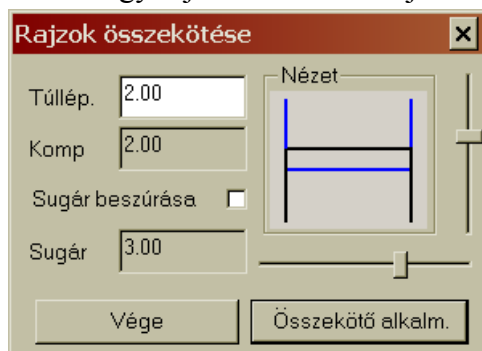 Rajzok összekötése
Túllép. 2.00
Nézet
Komp 2.00
Sugár beszúrása
Sugár 3.00
Vége
Összekötő alkalm.